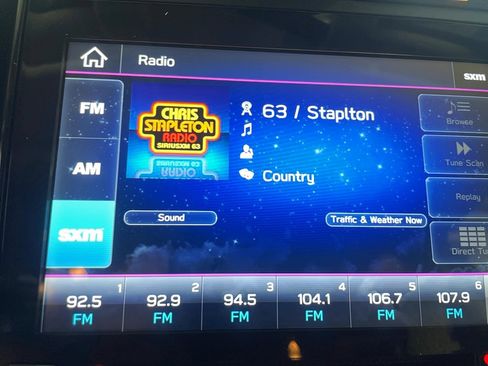 Radio
sxm
FM
AM
sxm
CHRIS
STAPLETON
RADIO
SIRIUSXM 63
63 / Staplton
Country
Sound
Traffic & Weather Now
Browse
Tune Scan
Replay
Direct Tu
1
92.5
FM
2
92.9
FM
3
94.5
FM
4
104.1
FM
5
106.7
FM
6
107.9
FM